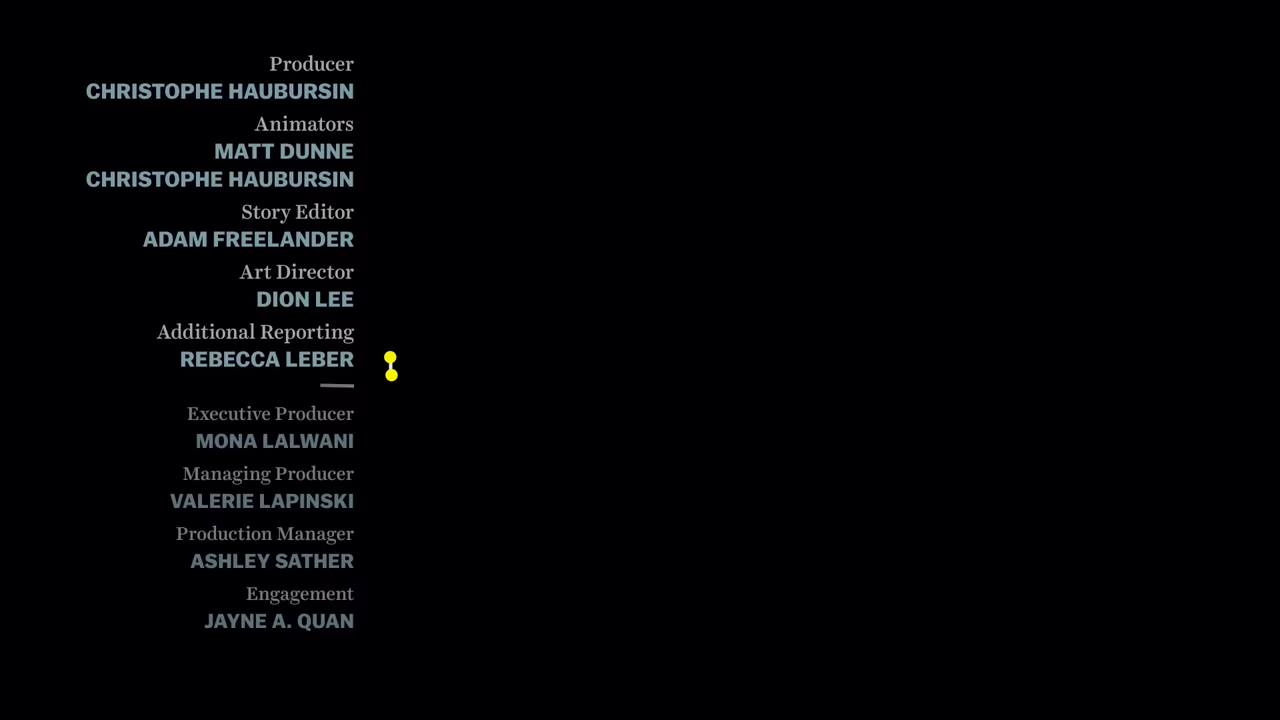 Producer
CHRISTOPHE HAUBURSIN
Animators
MATT DUNNE
CHRISTOPHE HAUBURSIN
Story Editor
ADAM FREELANDER
Art Director
DION LEE
Additional Reporting
REBECCA LEBER
Executive Producer
MONA LALWANI
Managing Producer
VALERIE LAPINSKI
Production Manager
ASHLEY SATHER
Engagement
JAYNE A. QUAN